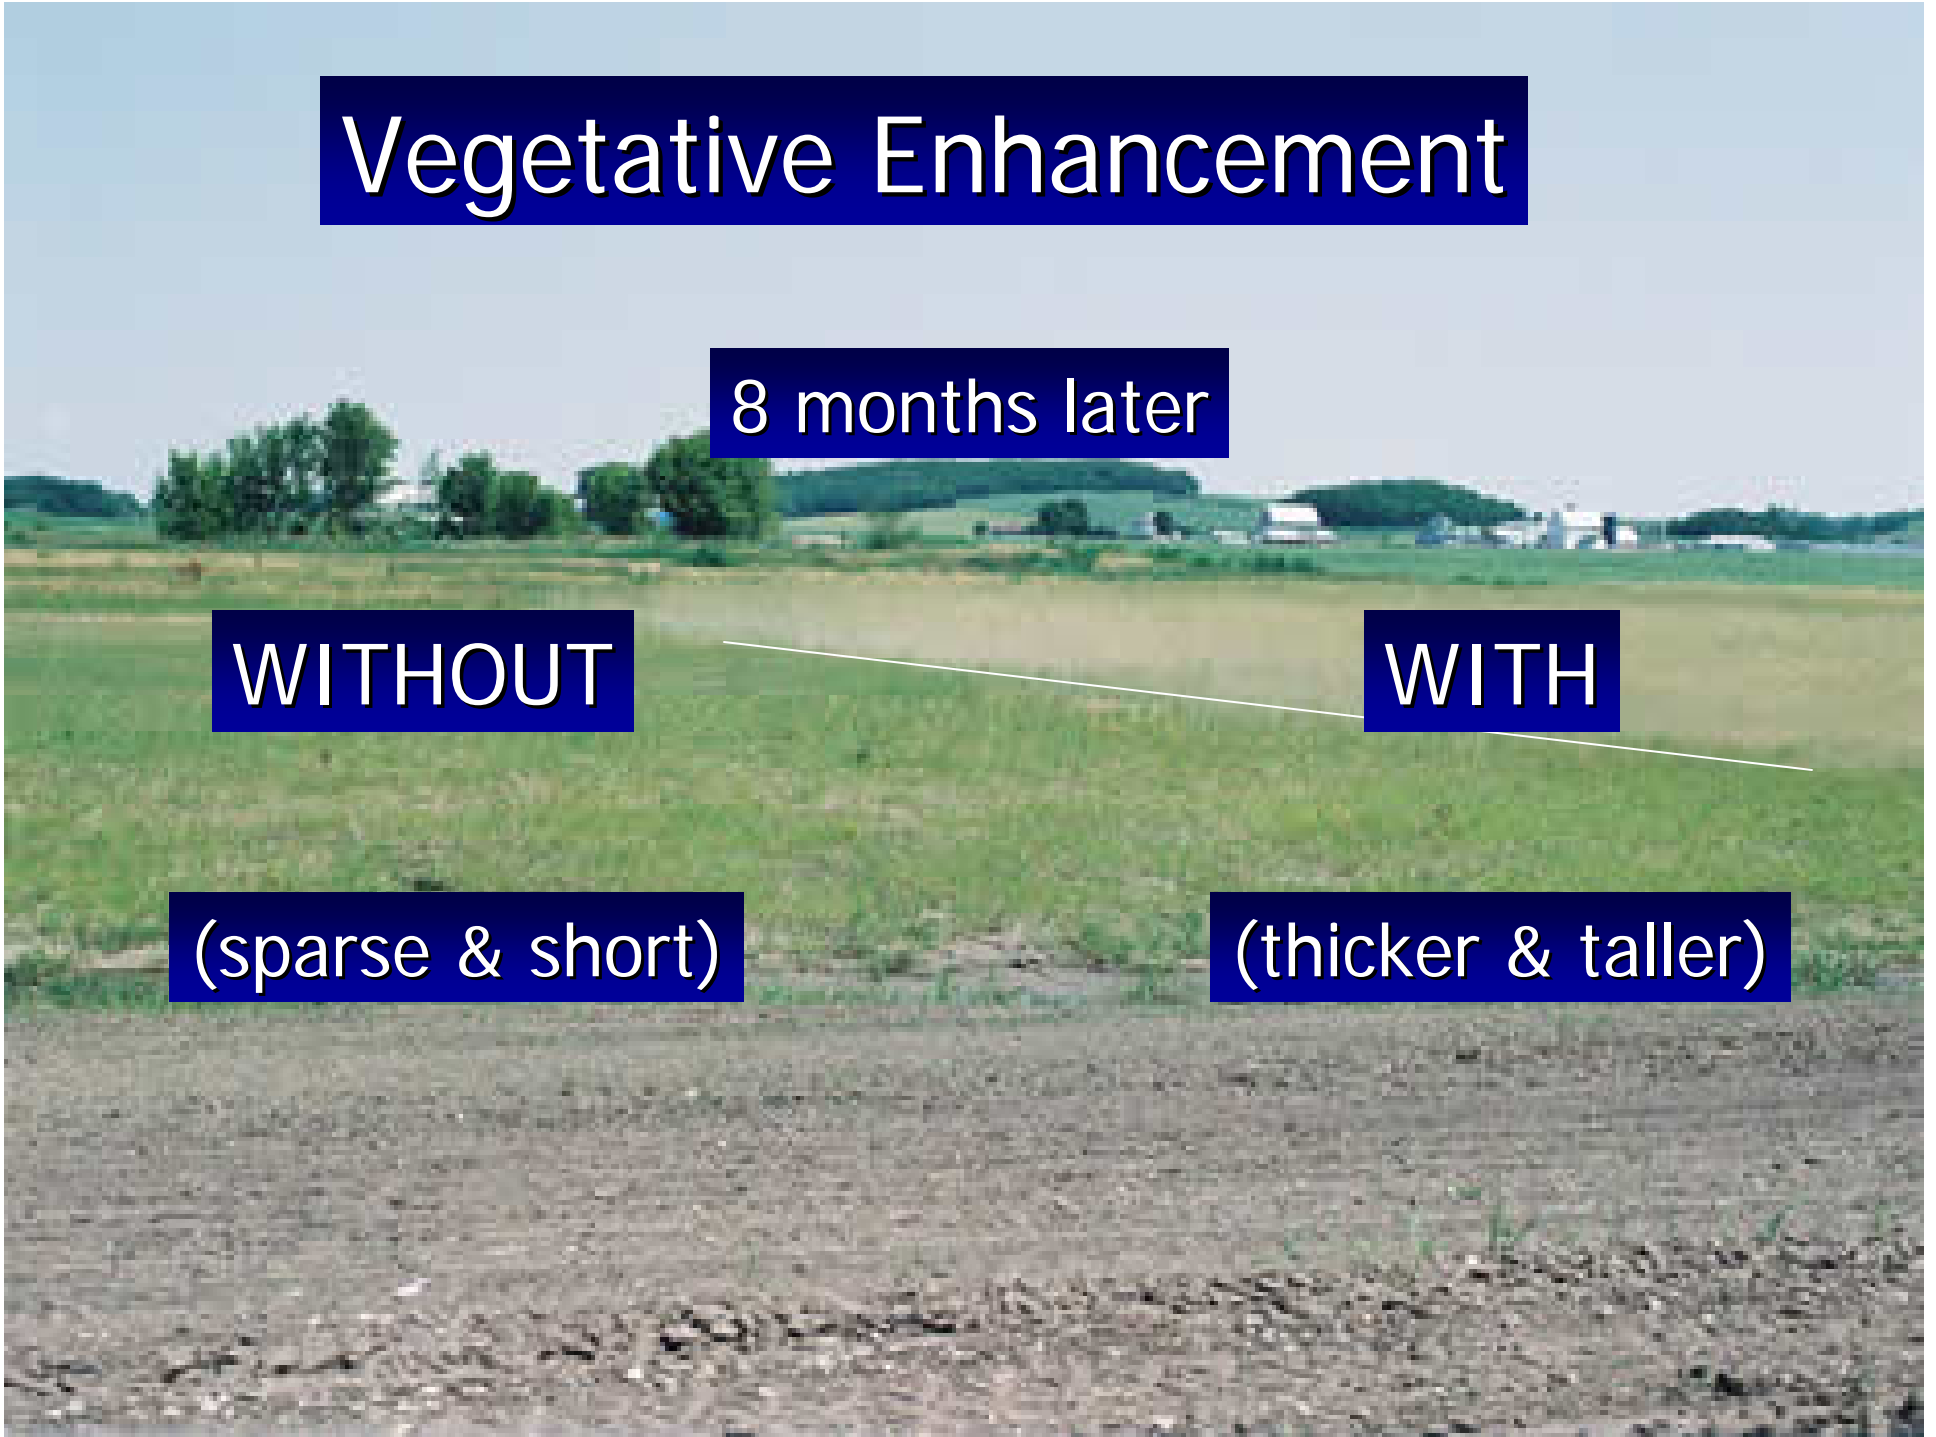 Vegetative Enhancement
8 months later
WITHOUT
WITH
(sparse & short)
(thicker & taller)